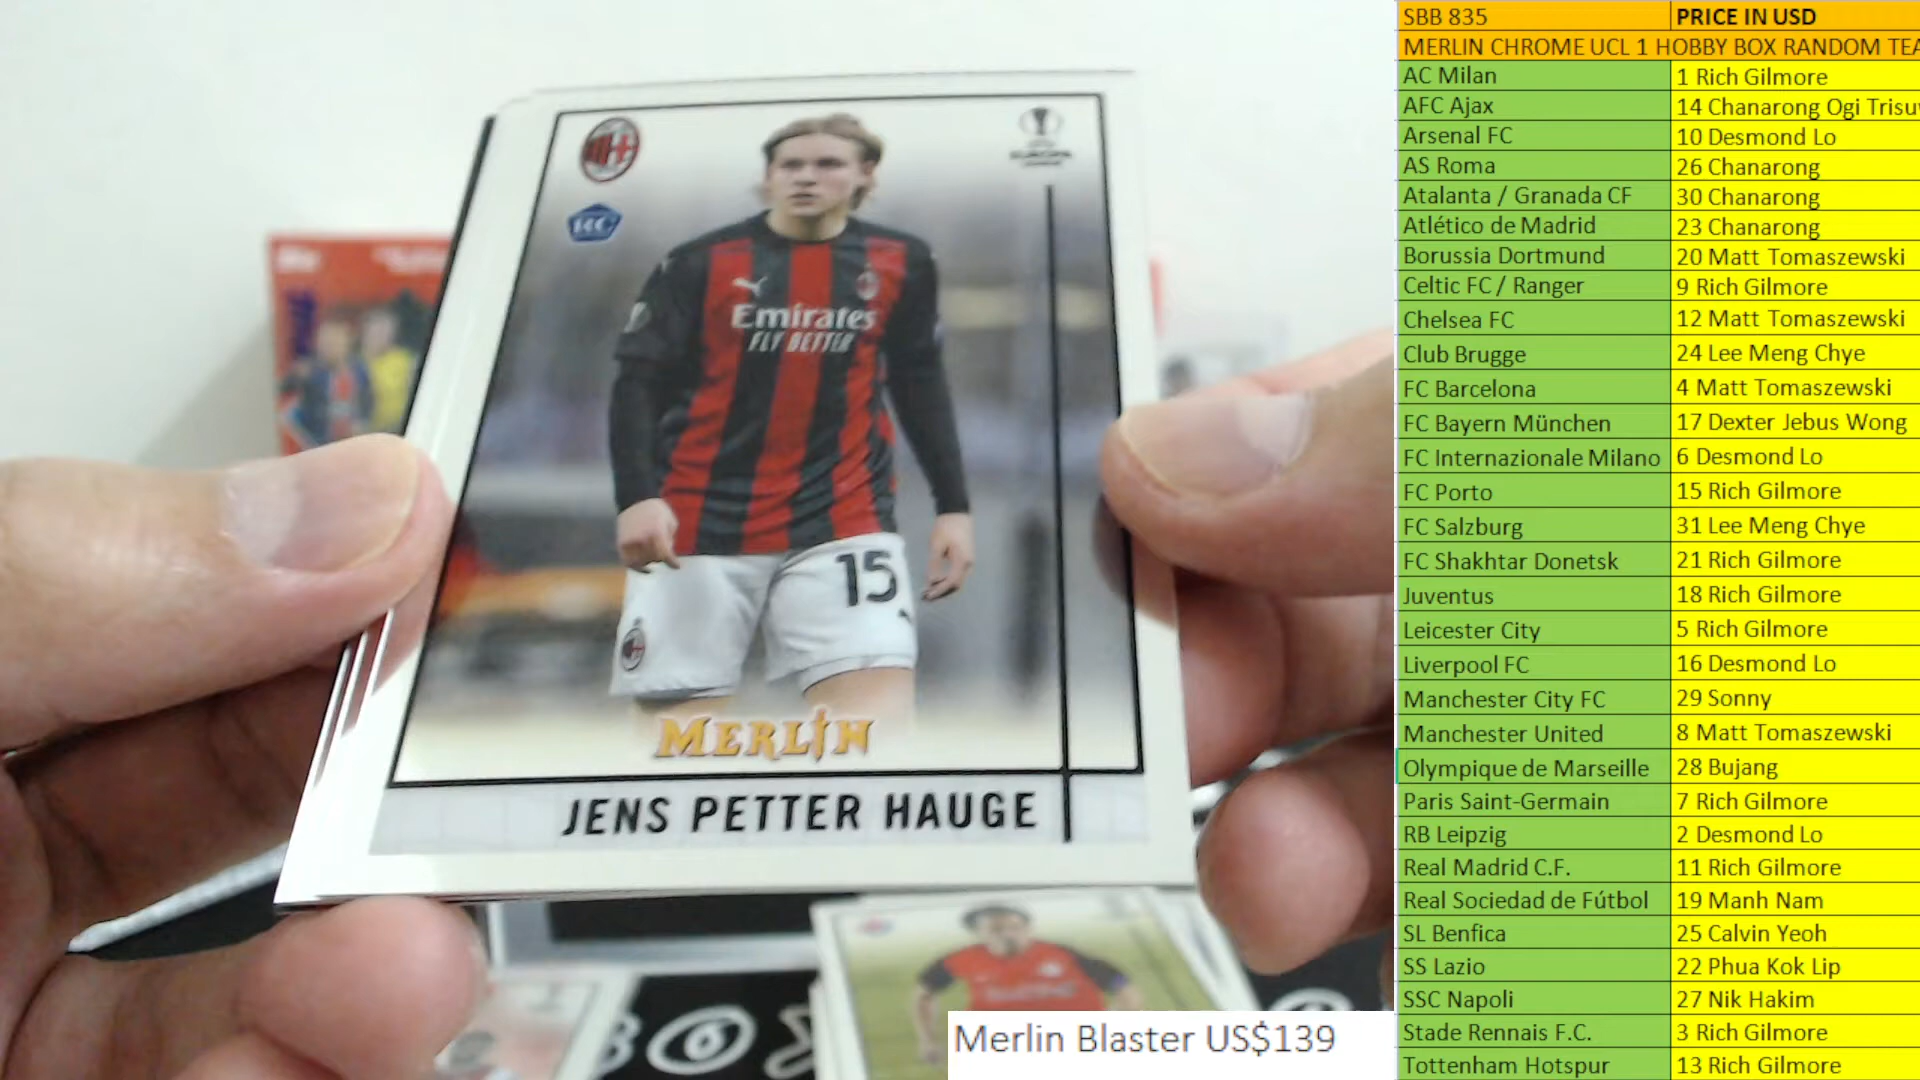 RC
EUROPA
Emirates
FLY BETTER
15
MERLIN
JENS PETTER HAUGE
Merlin Blaster US$139
SBB 835 PRICE IN USD
MERLIN CHROME UCL 1 HOBBY BOX RANDOM
AC Milan 1 Rich Gilmore
AFC Ajax 14 Chanarong Ogi
Arsenal FC 10 Desmond Lo
AS Roma 26 Chanarong
Atalanta / Granada CF 30 Chanarong
Atlético de Madrid 23 Chanarong
Borussia Dortmund 20 Matt Tomaszewski
Celtic FC / Ranger 9 Rich Gilmore
Chelsea FC 12 Matt Tomaszewski
Club Brugge 24 Lee Meng Chye
FC Barcelona 4 Matt Tomaszewski
FC Bayern München 17 Dexter Jebus Wong
FC Internazionale Milano 6 Desmond Lo
FC Porto 15 Rich Gilmore
FC Salzburg 31 Lee Meng Chye
FC Shakhtar Donetsk 21 Rich Gilmore
Juventus 18 Rich Gilmore
Leicester City 5 Rich Gilmore
Liverpool FC 16 Desmond Lo
Manchester City FC 29 Sonny
Manchester United 8 Matt Tomaszewski
Olympique de Marseille 28 Bujang
Paris Saint-Germain 7 Rich Gilmore
RB Leipzig 2 Desmond Lo
Real Madrid C.F. 11 Rich Gilmore
Real Sociedad de Fútbol 19 Manh Nam
SL Benfica 25 Calvin Yeoh
SS Lazio 22 Phua Kok Lip
SSC Napoli 27 Nik Hakim
Stade Rennais F.C. 3 Rich Gilmore
Tottenham Hotspur 13 Rich Gilmore